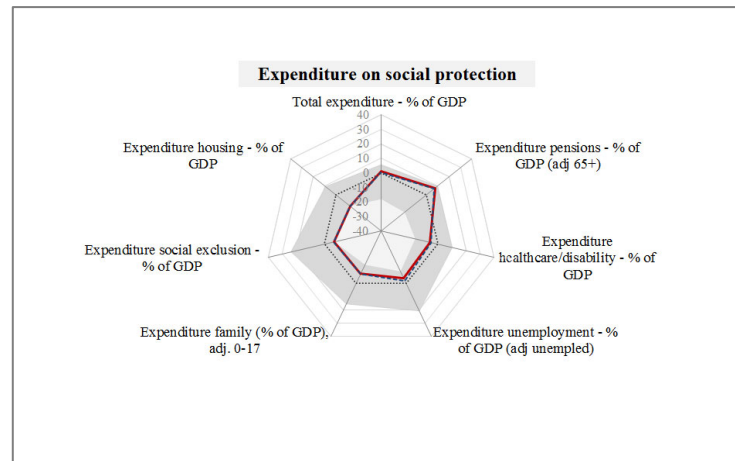 Expenditure on social protection
Total expenditure - % of GDP
40
30
20
10
0
-10
-20
-30
-40
Expenditure housing - % of
GDP
Expenditure pensions - %
of GDP (adj 65+)
Expenditure social exclusion -
% of GDP
Expenditure
healthcare/disability - % of
GDP
Expenditure family (% of GDP),
adj. 0-17
Expenditure unemployment - %
of GDP (adj unempled)